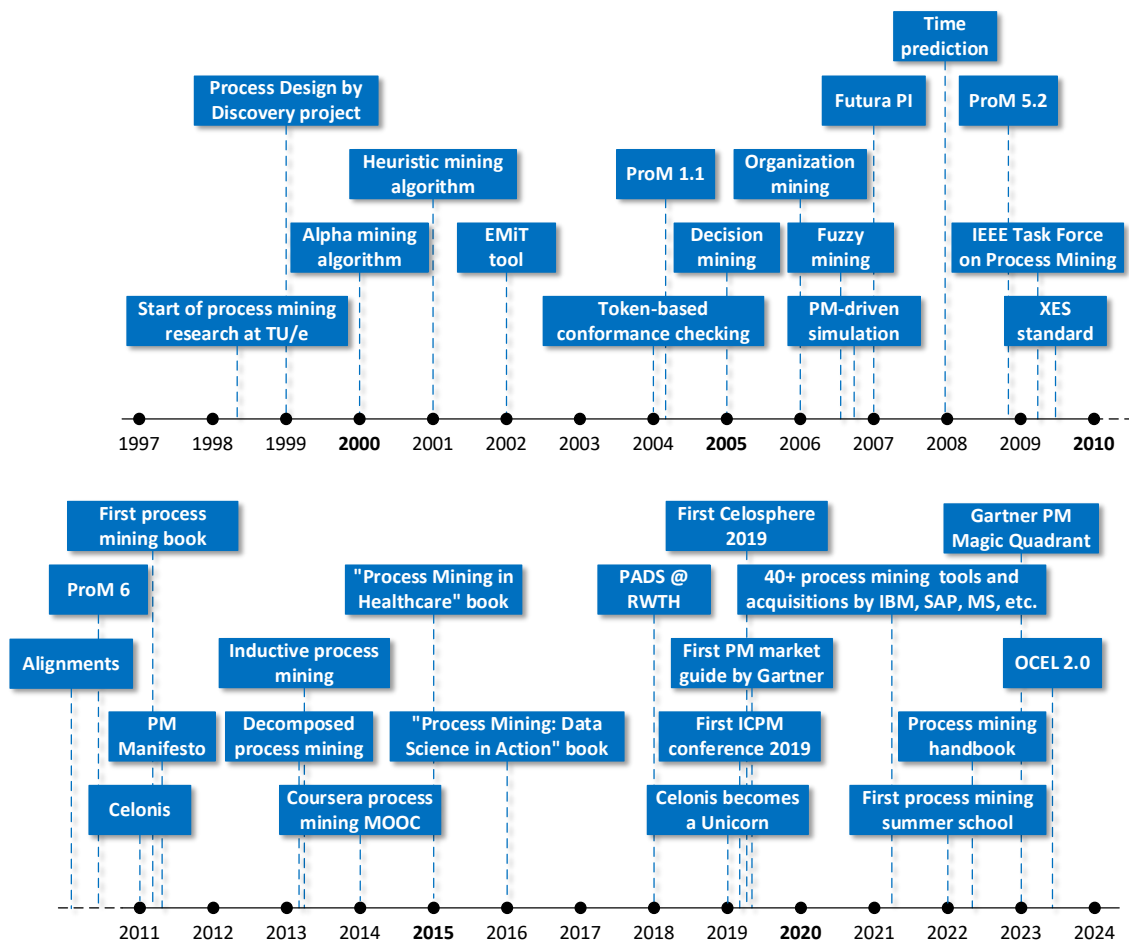 Time
prediction
Process Design by
Discovery project
Futura PI
ProM 5.2
Heuristic mining
algorithm
ProM 1.1
Organization
mining
Alpha mining
algorithm
EMiT
tool
Decision
mining
Fuzzy
mining
IEEE Task Force
on Process Mining
Start of process mining
research at TU/e
Token-based
conformance checking
PM-driven
simulation
XES
standard
1997 1998 1999 2000 2001 2002 2003 2004 2005 2006 2007 2008 2009 2010
First process
mining book
First Celosphere
2019
Gartner PM
Magic Quadrant
ProM 6
"Process Mining in
Healthcare" book
PADS @
RWTH
40+ process mining tools and
acquisitions by IBM, SAP, MS, etc.
Alignments
Inductive process
mining
First PM market
guide by Gartner
OCEL 2.0
PM
Manifesto
Decomposed
process mining
"Process Mining: Data
Science in Action" book
First ICPM
conference 2019
Process mining
handbook
Celonis
Coursera process
mining MOOC
Celonis becomes
a Unicorn
First process mining
summer school
2011 2012 2013 2014 2015 2016 2017 2018 2019 2020 2021 2022 2023 2024